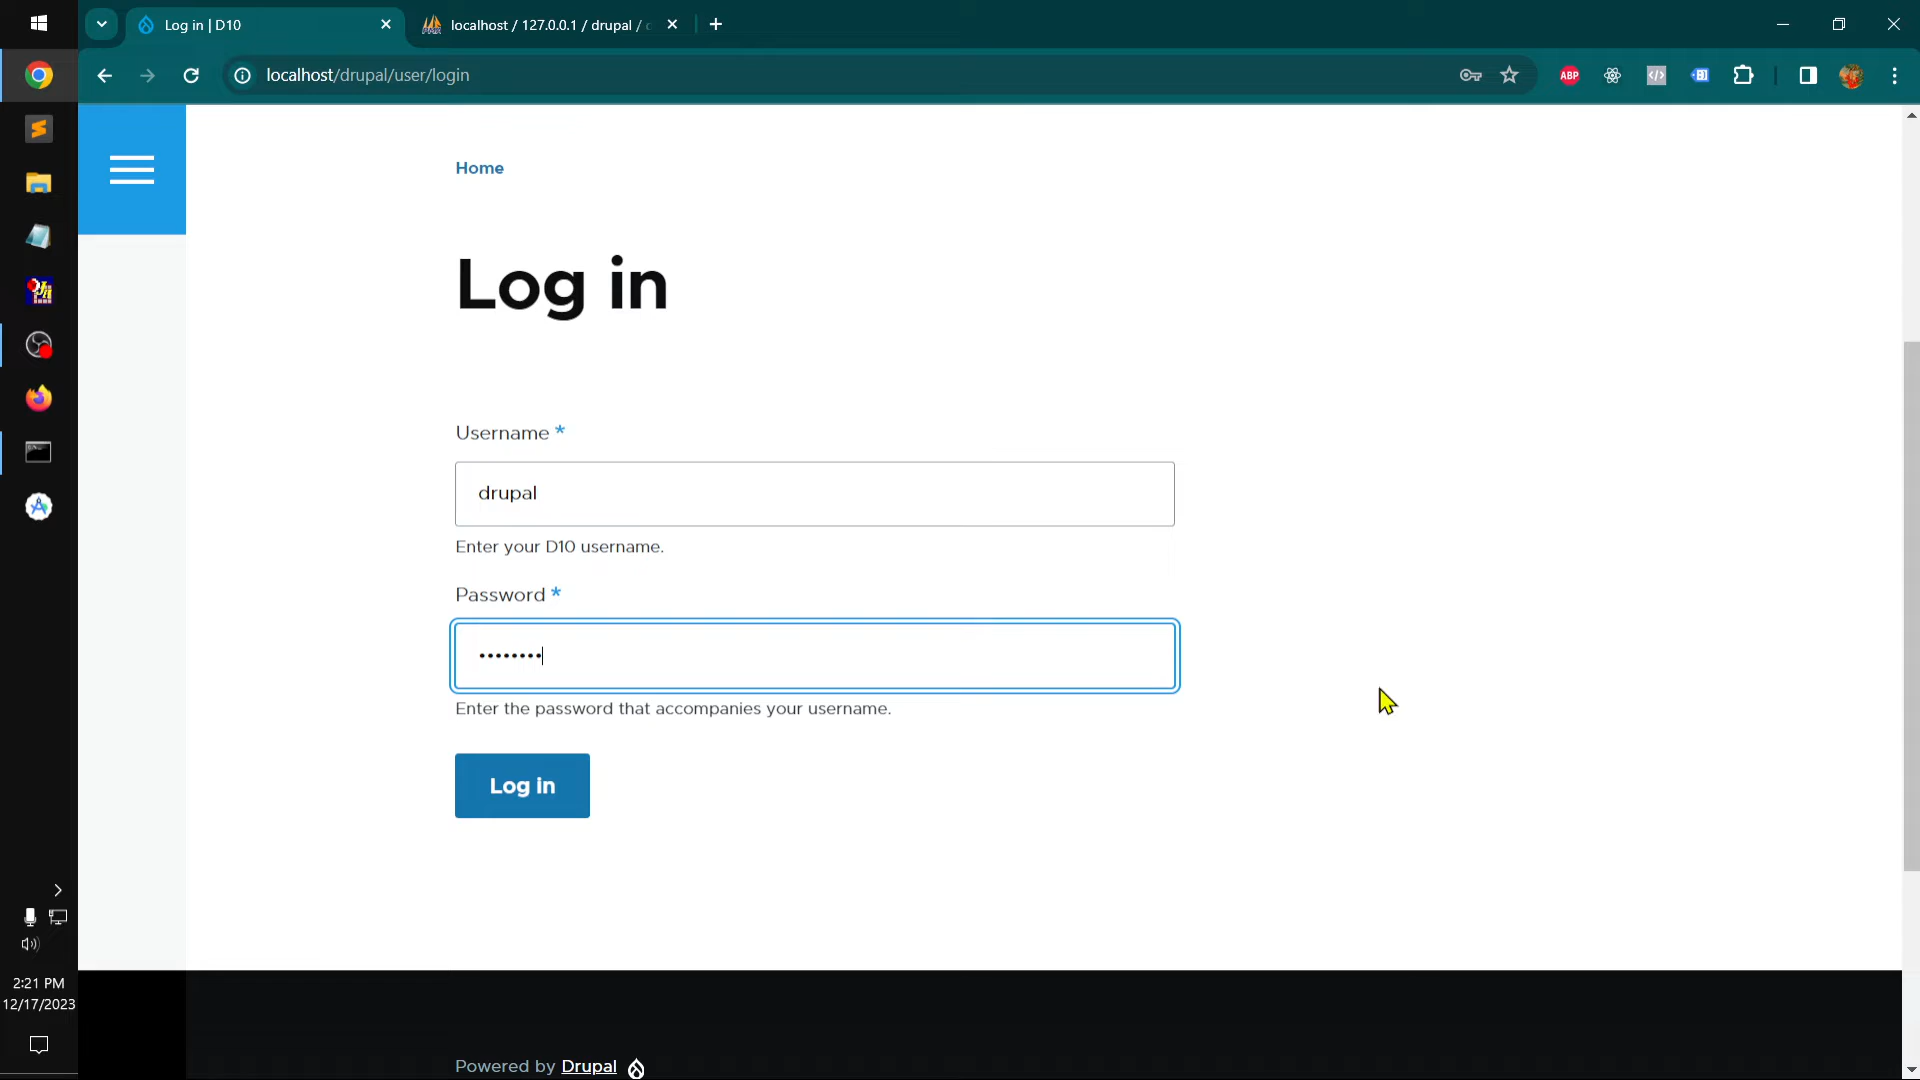 Log in | D10
localhost / 127.0.0.1 / drupal /
localhost/drupal/user/login
ABP
Home
Log in
Username *
drupal
Enter your D10 username.
Password *
••••••••
Enter the password that accompanies your username.
Log in
2:21 PM
12/17/2023
Powered by Drupal